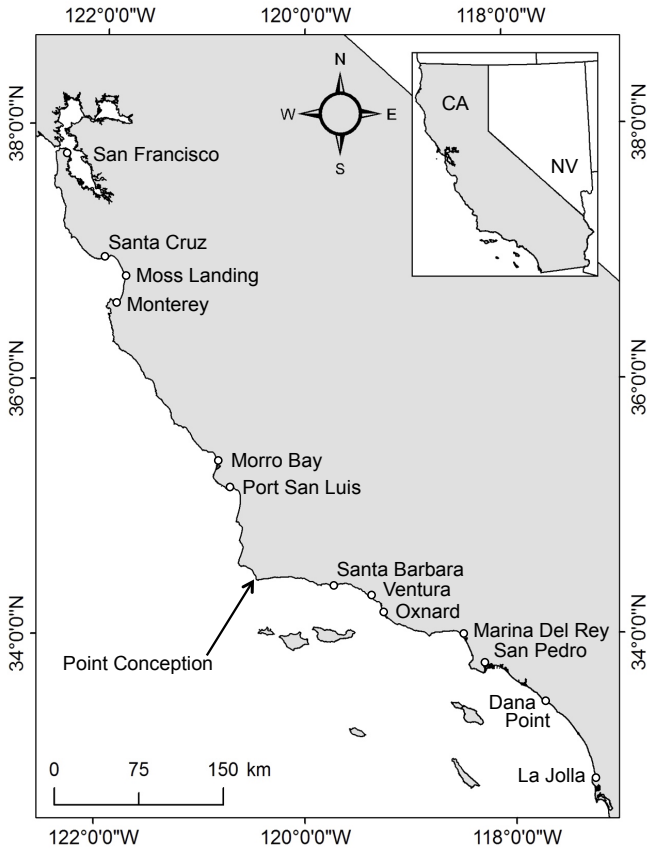 122°0'0"W 120°0'0"W 118°0'0"W
38°0'0"N
36°0'0"N
34°0'0"N
N
W E
S
CA
NV
38°0'0"N
36°0'0"N
34°0'0"N
San Francisco
Santa Cruz
Moss Landing
Monterey
Morro Bay
Port San Luis
Santa Barbara
Ventura
Oxnard
Marina Del Rey
San Pedro
Point Conception
Dana
Point
La Jolla
0 75 150 km
122°0'0"W 120°0'0"W 118°0'0"W